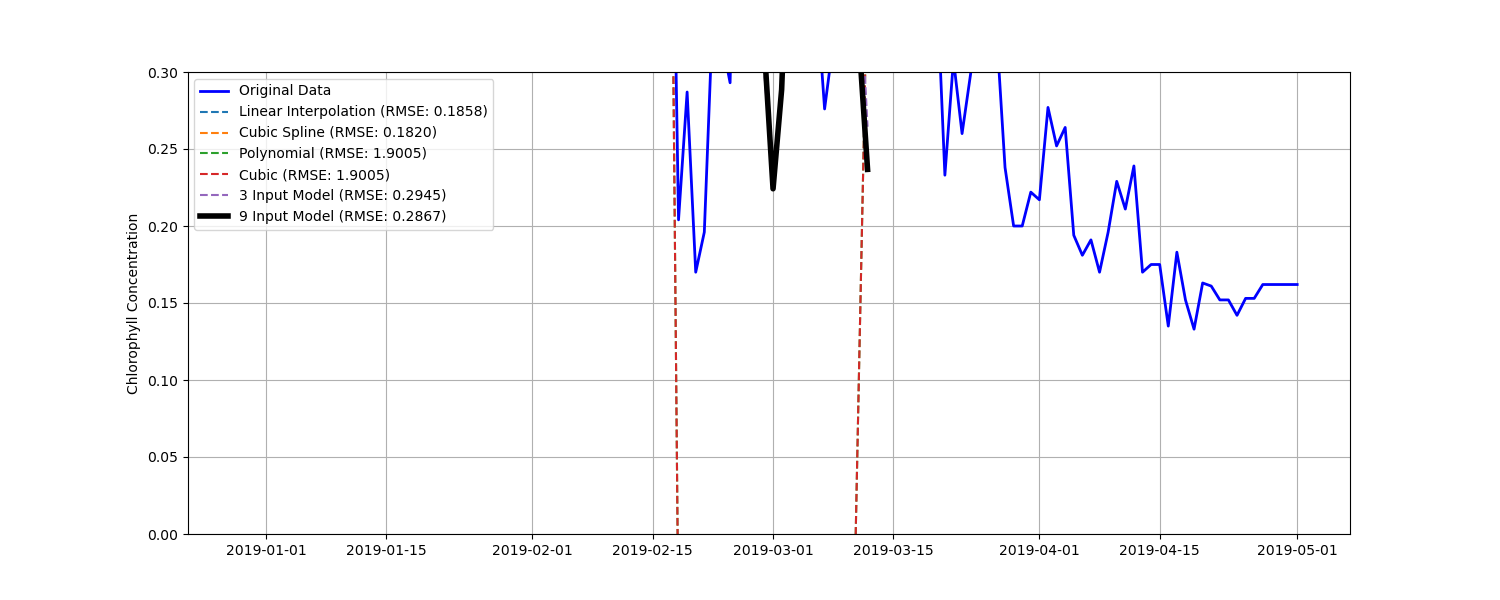 0.30
0.25
0.20
0.15
0.10
0.05
0.00
Chlorophyll Concentration
Original Data
Linear Interpolation (RMSE: 0.1858)
Cubic Spline (RMSE: 0.1820)
Polynomial (RMSE: 1.9005)
Cubic (RMSE: 1.9005)
3 Input Model (RMSE: 0.2945)
9 Input Model (RMSE: 0.2867)
2019-01-01 2019-01-15 2019-02-01 2019-02-15 2019-03-01 2019-03-15 2019-04-01 2019-04-15 2019-05-01